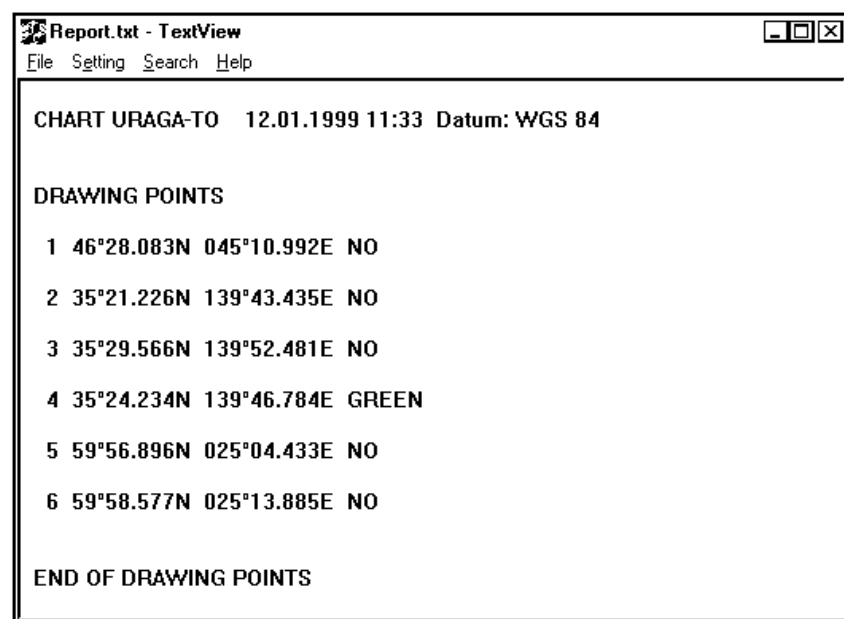 Report.txt - TextView
File Setting Search Help
CHART URAGA-TO 12.01.1999 11:33 Datum: WGS 84
DRAWING POINTS
1 46°28.083N 045°10.992E NO
2 35°21.226N 139°43.435E NO
3 35°29.566N 139°52.481E NO
4 35°24.234N 139°46.784E GREEN
5 59°56.896N 025°04.433E NO
6 59°58.577N 025°13.885E NO
END OF DRAWING POINTS